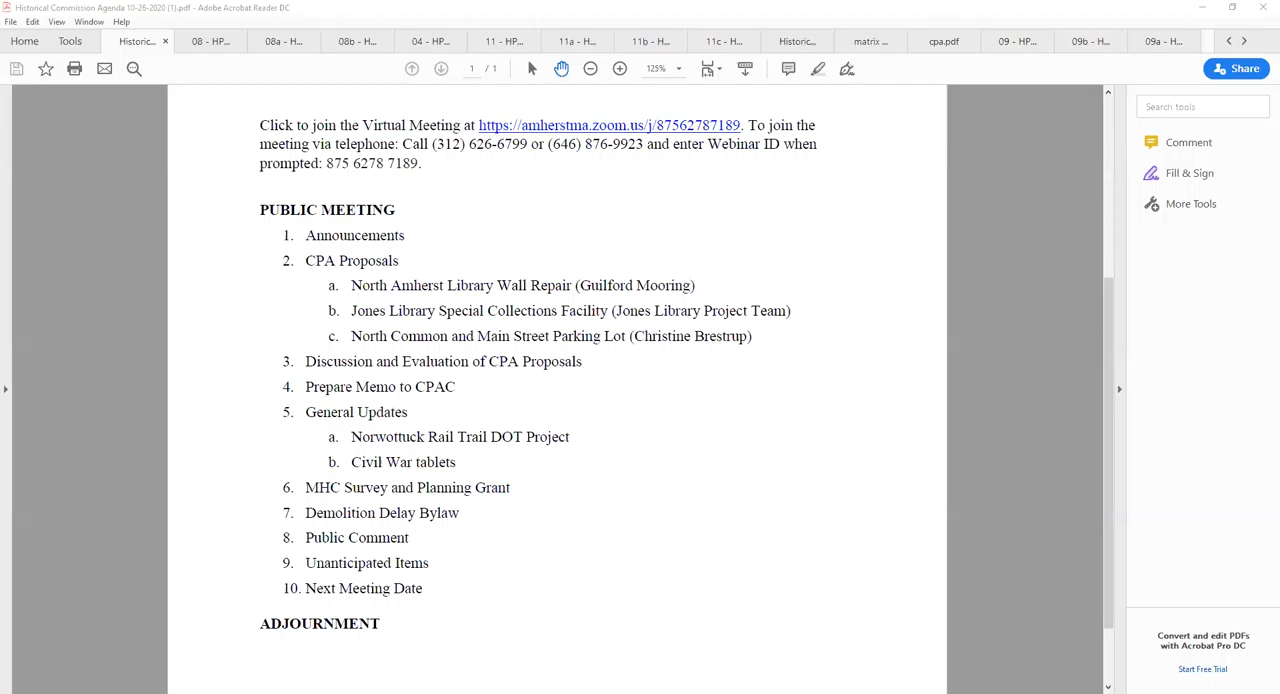 Historical Commission Agenda 10-26-2020 (1).pdf - Adobe Acrobat Reader DC
File Edit View Window Help
Home Tools Historic... × 08 - HP... 08a - H... 08b - H... 04 - HP... 11 - HP... 11a - H... 11b - H... 11c - H... Historic... matrix ... cpa.pdf 09 - HP... 09b - H... 09a - H...
1 / 1 125% Share
Search tools
Comment
Fill & Sign
More Tools
Click to join the Virtual Meeting at https://amherstma.zoom.us/j/87562787189. To join the
meeting via telephone: Call (312) 626-6799 or (646) 876-9923 and enter Webinar ID when
prompted: 875 6278 7189.
PUBLIC MEETING
1. Announcements
2. CPA Proposals
a. North Amherst Library Wall Repair (Guilford Mooring)
b. Jones Library Special Collections Facility (Jones Library Project Team)
c. North Common and Main Street Parking Lot (Christine Brestrup)
3. Discussion and Evaluation of CPA Proposals
4. Prepare Memo to CPAC
5. General Updates
a. Norwottuck Rail Trail DOT Project
b. Civil War tablets
6. MHC Survey and Planning Grant
7. Demolition Delay Bylaw
8. Public Comment
9. Unanticipated Items
10. Next Meeting Date
ADJOURNMENT
Convert and edit PDFs
with Acrobat Pro DC
Start Free Trial